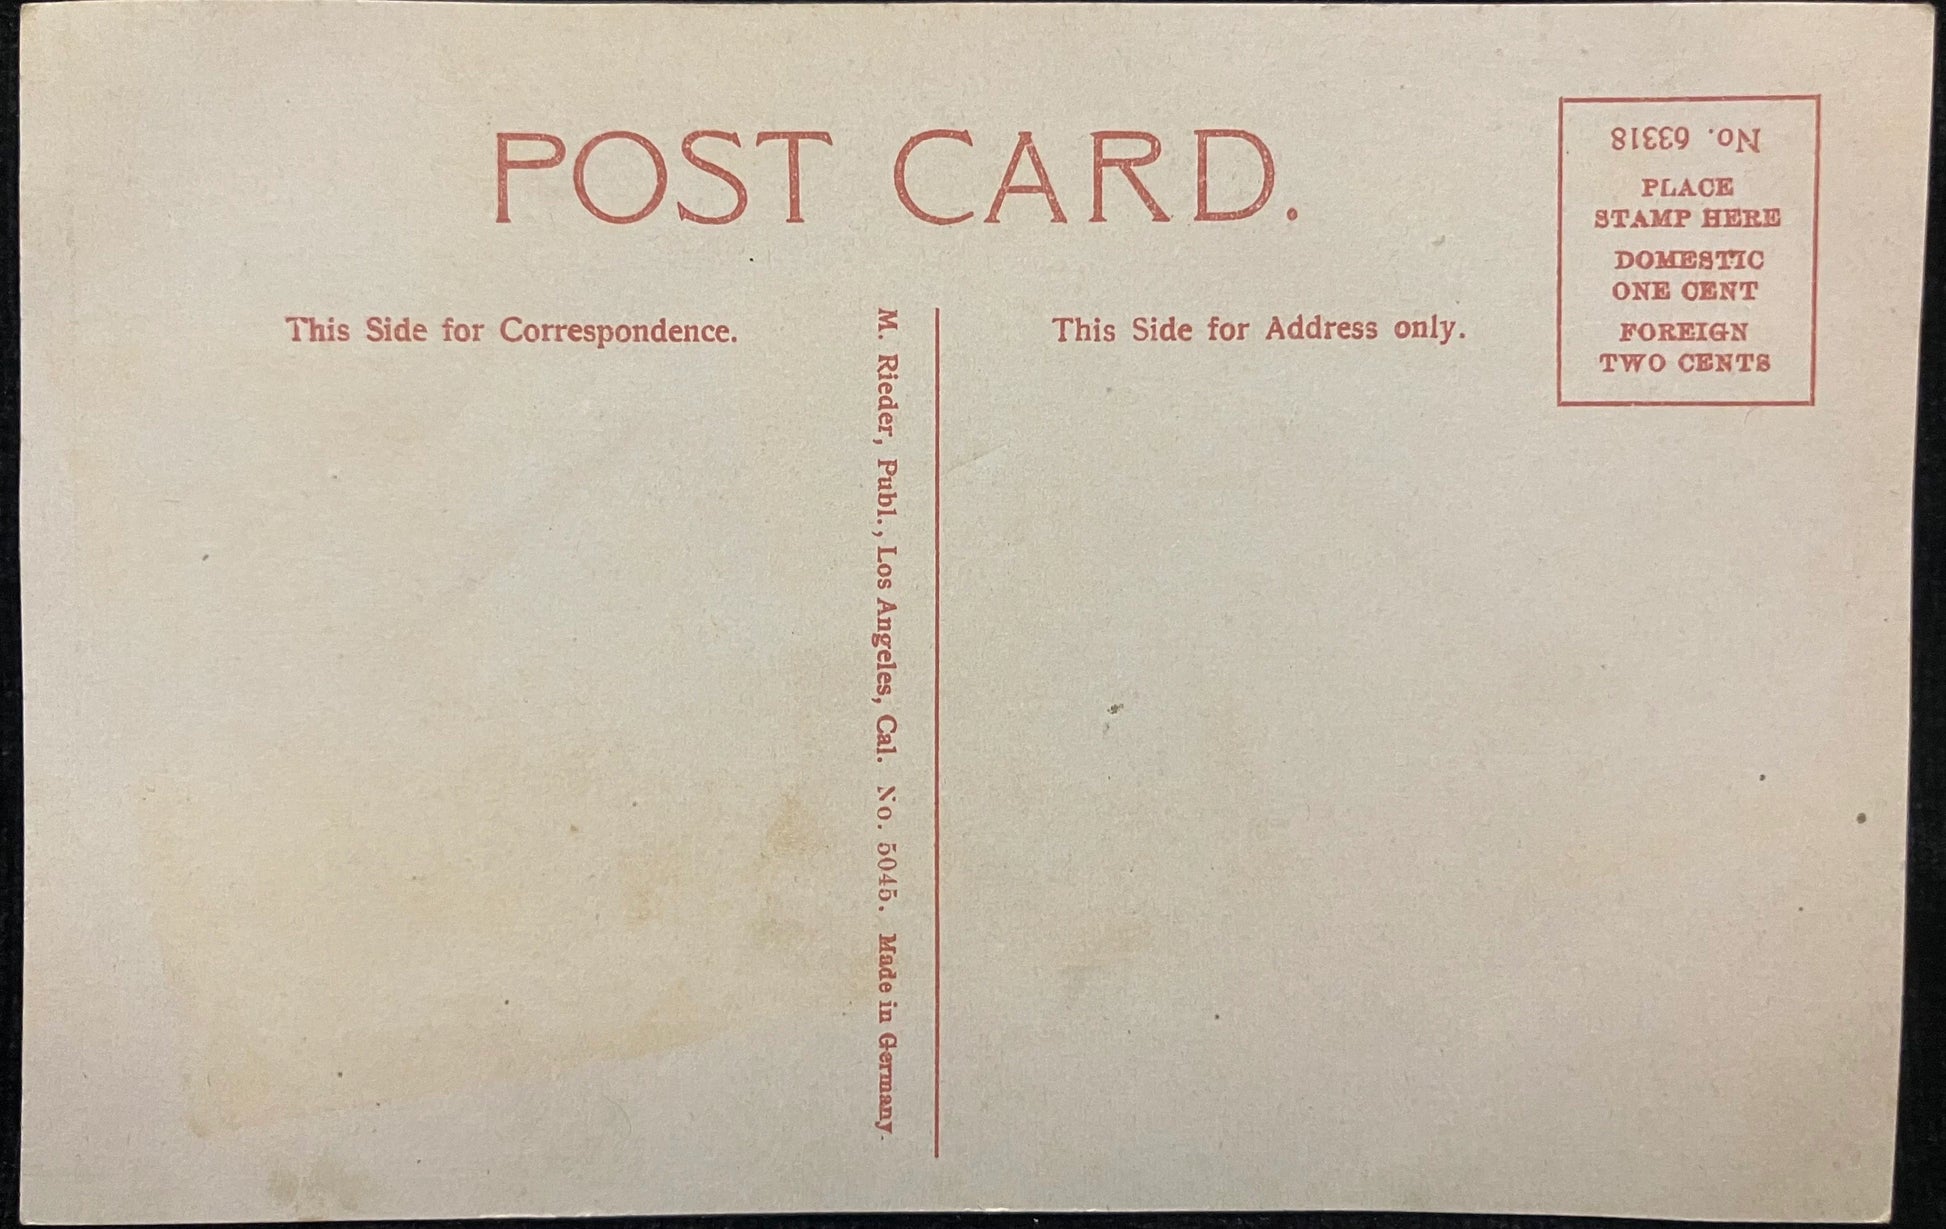 POST CARD.
No. 63318
PLACE
STAMP HERE
DOMESTIC
ONE CENT
FOREIGN
TWO CENTS
This Side for Correspondence.
M. Rieder, Publ., Los Angeles, Cal. No. 5045. Made in Germany.
This Side for Address only.